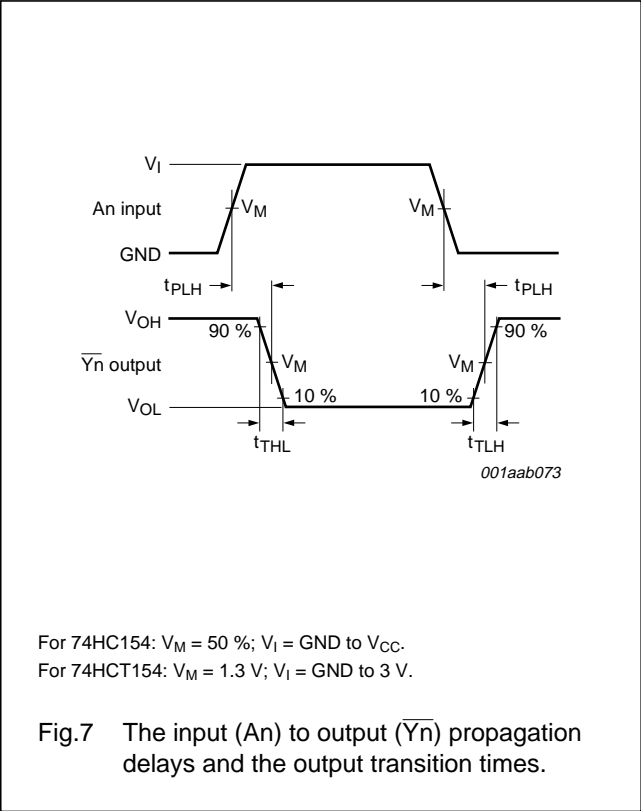 VI
An input
VM
VM
GND
tPLH
tPLH
VOH
90 %
90 %
Yn output
VM
VM
10 %
10 %
VOL
tTHL
tTLH
001aab073
For 74HC154: VM = 50 %; VI = GND to VCC.
For 74HCT154: VM = 1.3 V; VI = GND to 3 V.
Fig.7 The input (An) to output (Y̅n̅) propagation
delays and the output transition times.